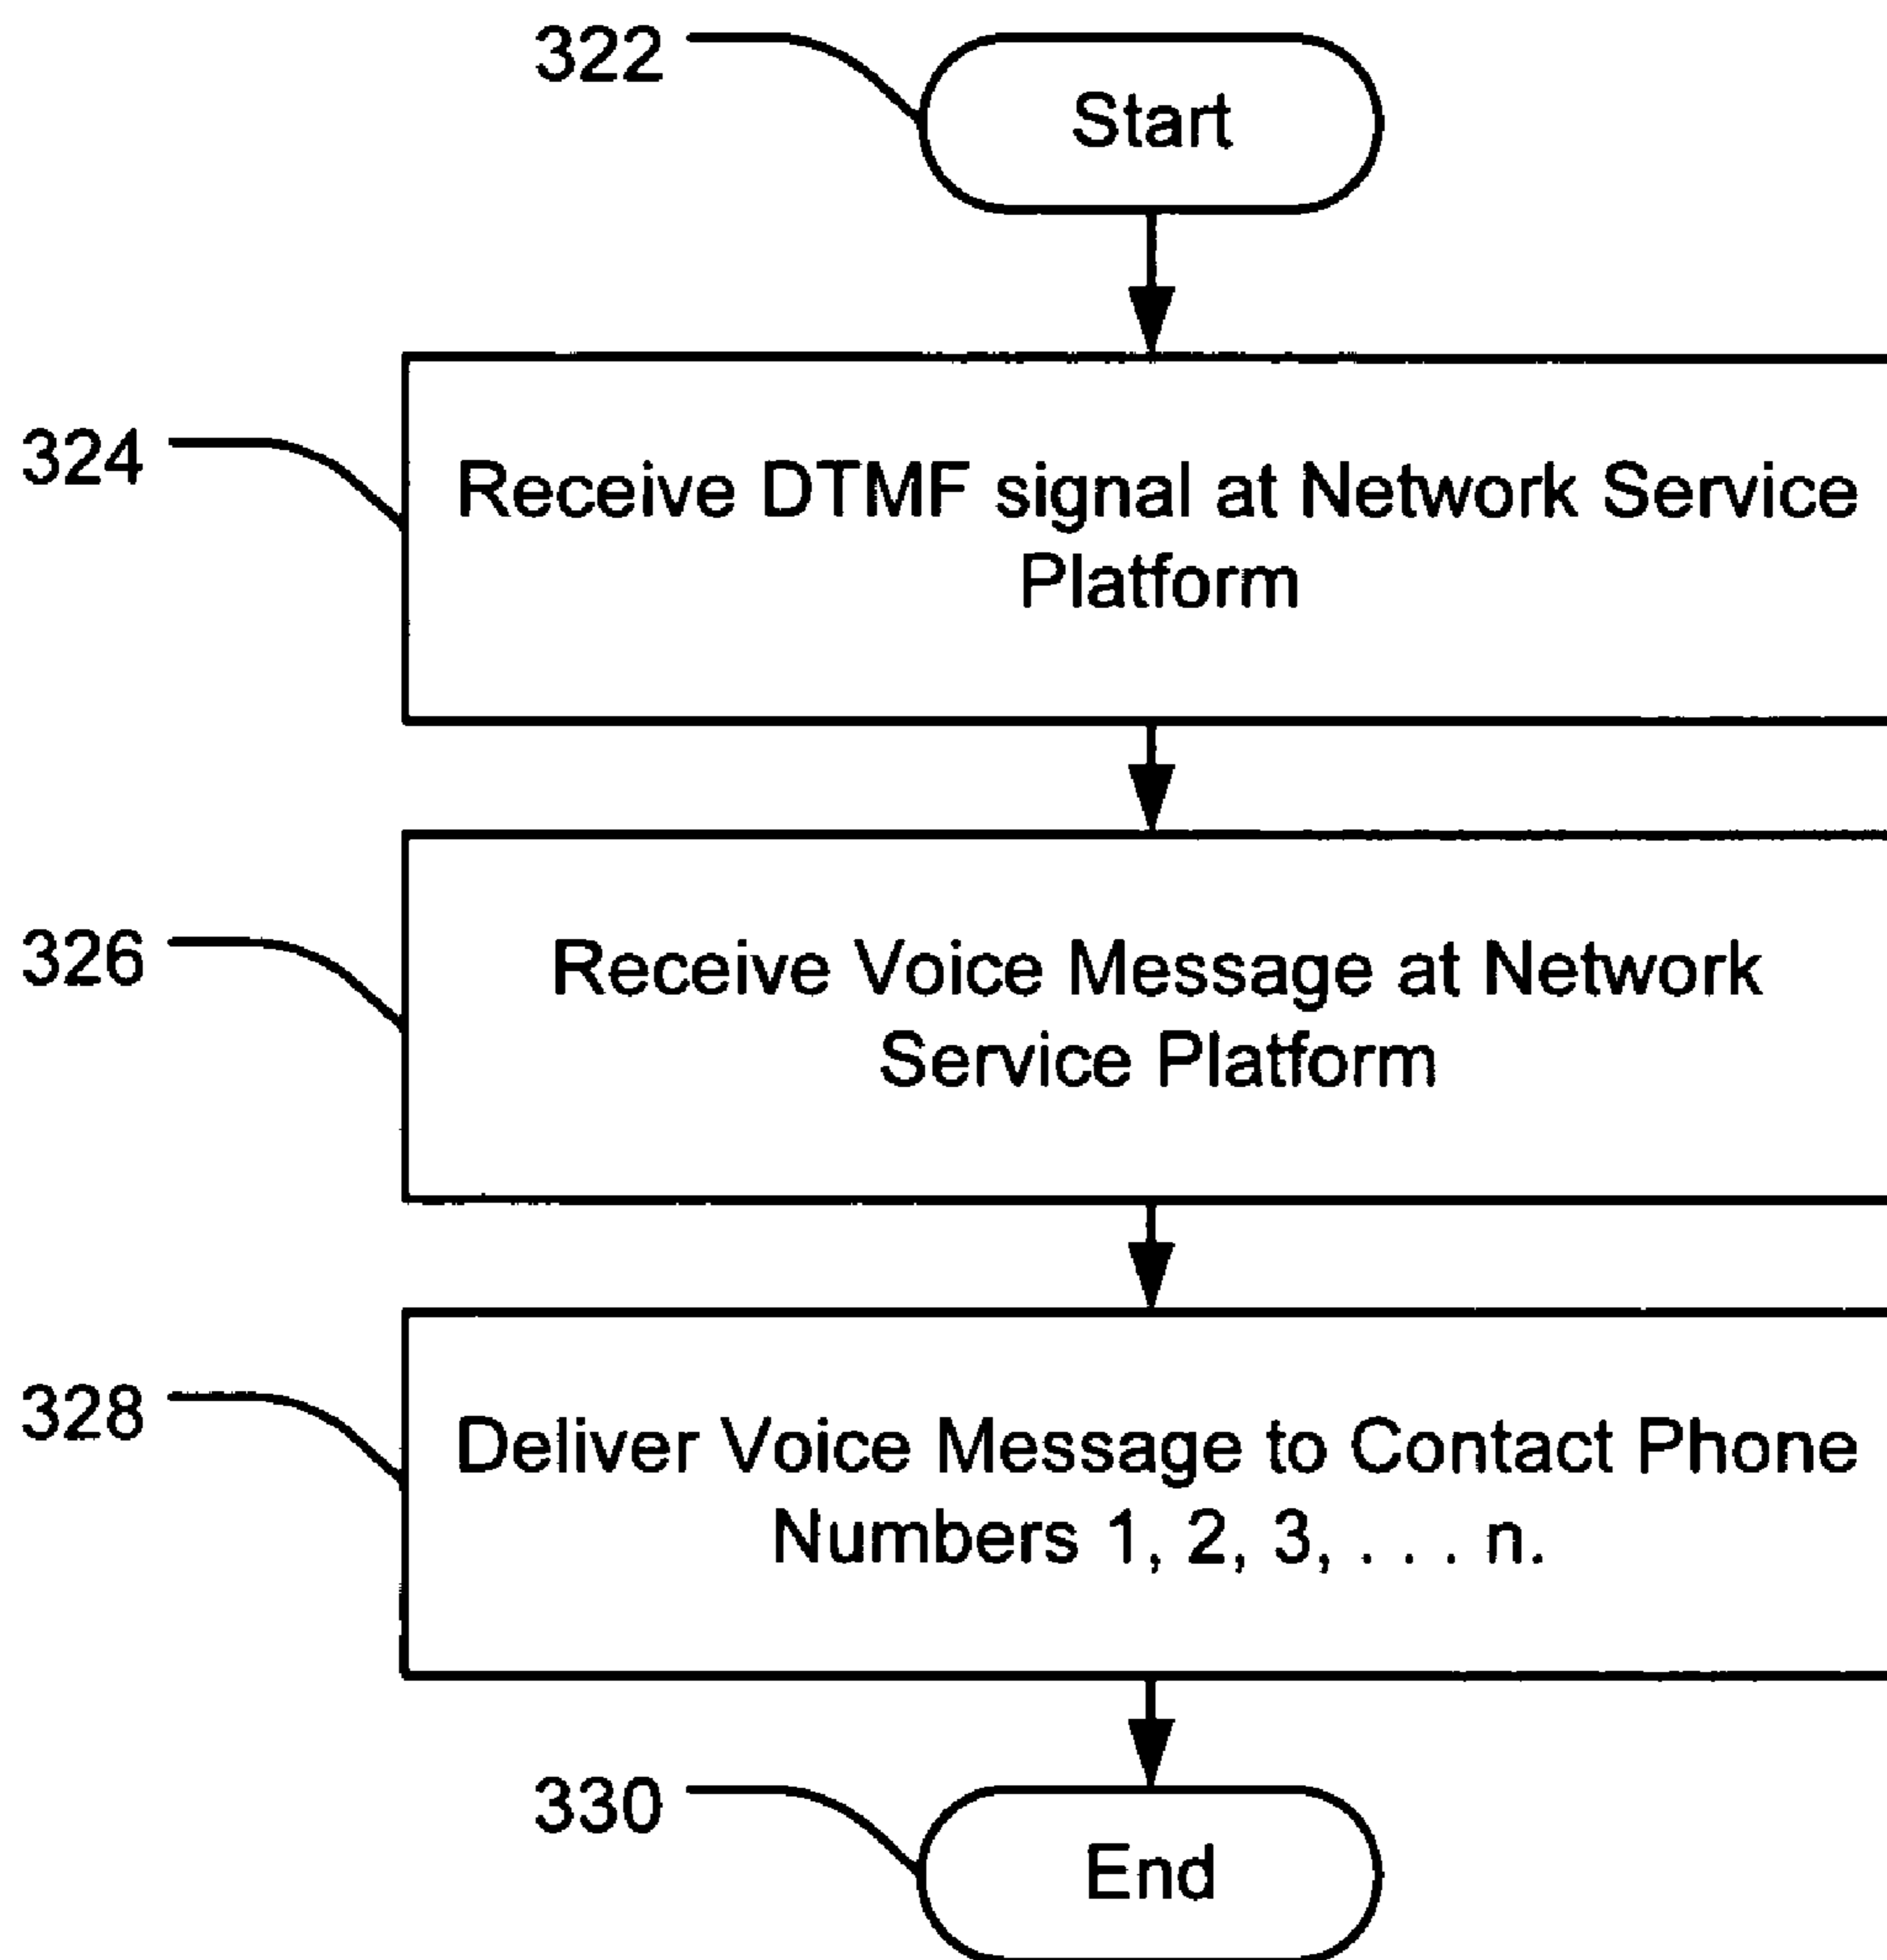 322
Start
324
Receive DTMF signal at Network Service
Platform
326
Receive Voice Message at Network
Service Platform
328
Deliver Voice Message to Contact Phone
Numbers 1, 2, 3, . . . n.
330
End